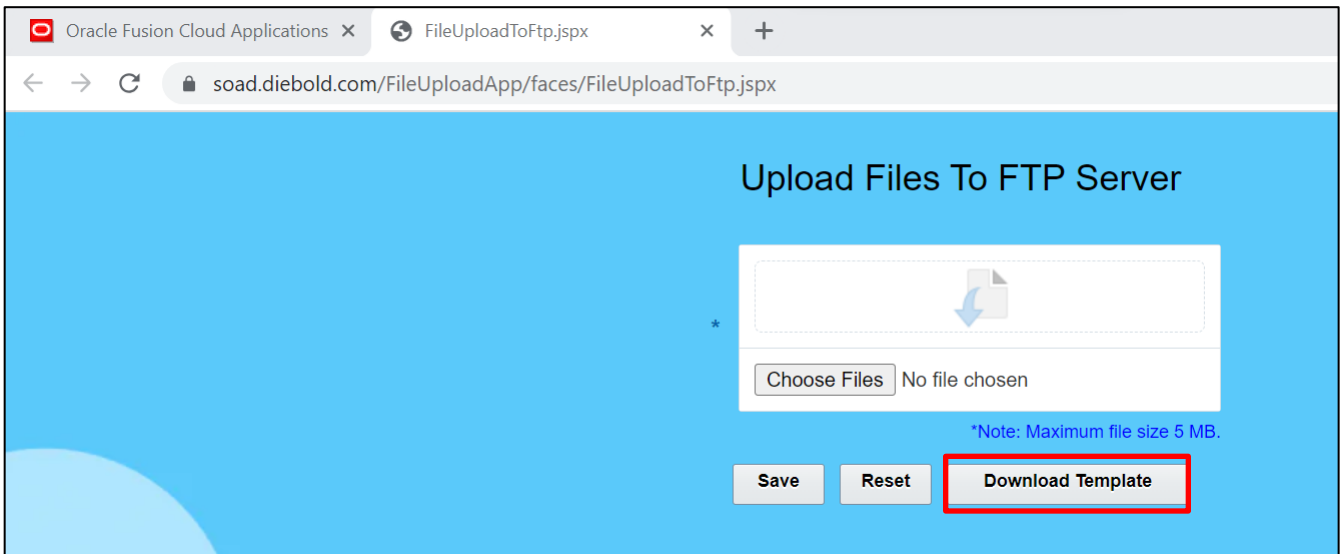 Oracle Fusion Cloud Applications
FileUploadToFtp.jspx
soad.diebold.com/FileUploadApp/faces/FileUploadToFtp.jspx
Upload Files To FTP Server
*
Choose Files No file chosen
*Note: Maximum file size 5 MB.
Save Reset Download Template